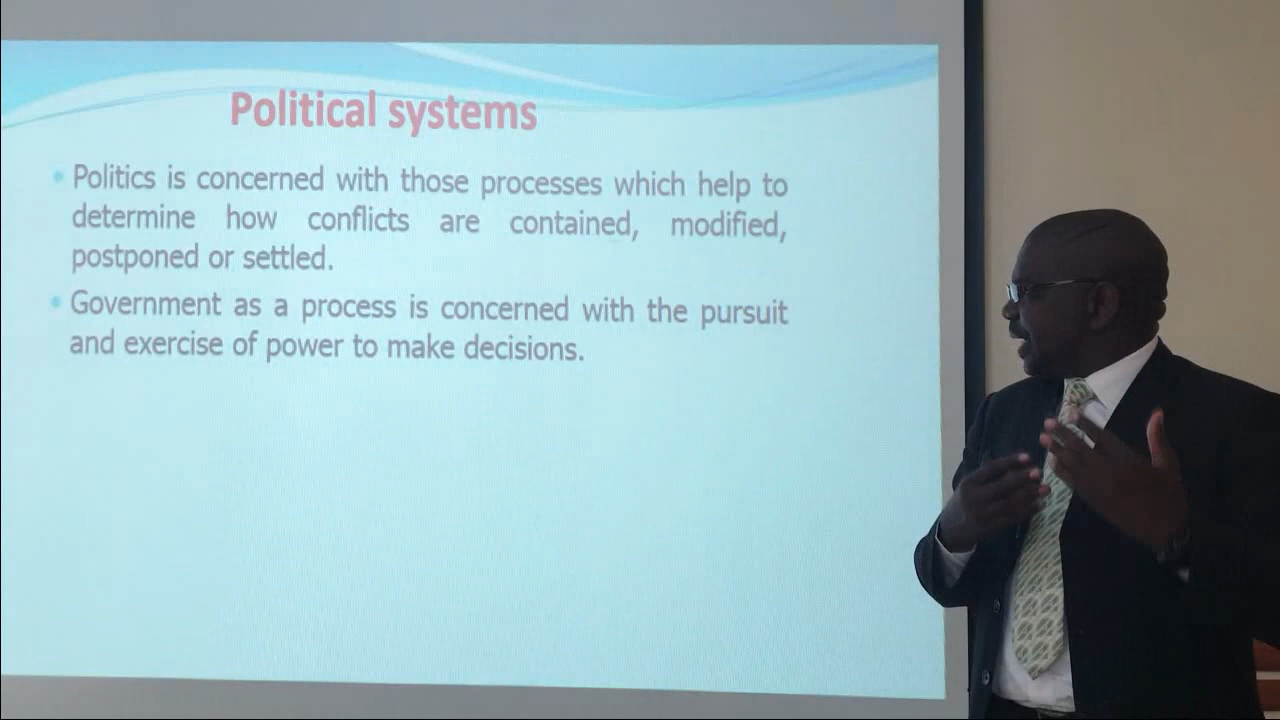 Political systems
• Politics is concerned with those processes which help to
determine how conflicts are contained, modified,
postponed or settled.
• Government as a process is concerned with the pursuit
and exercise of power to make decisions.